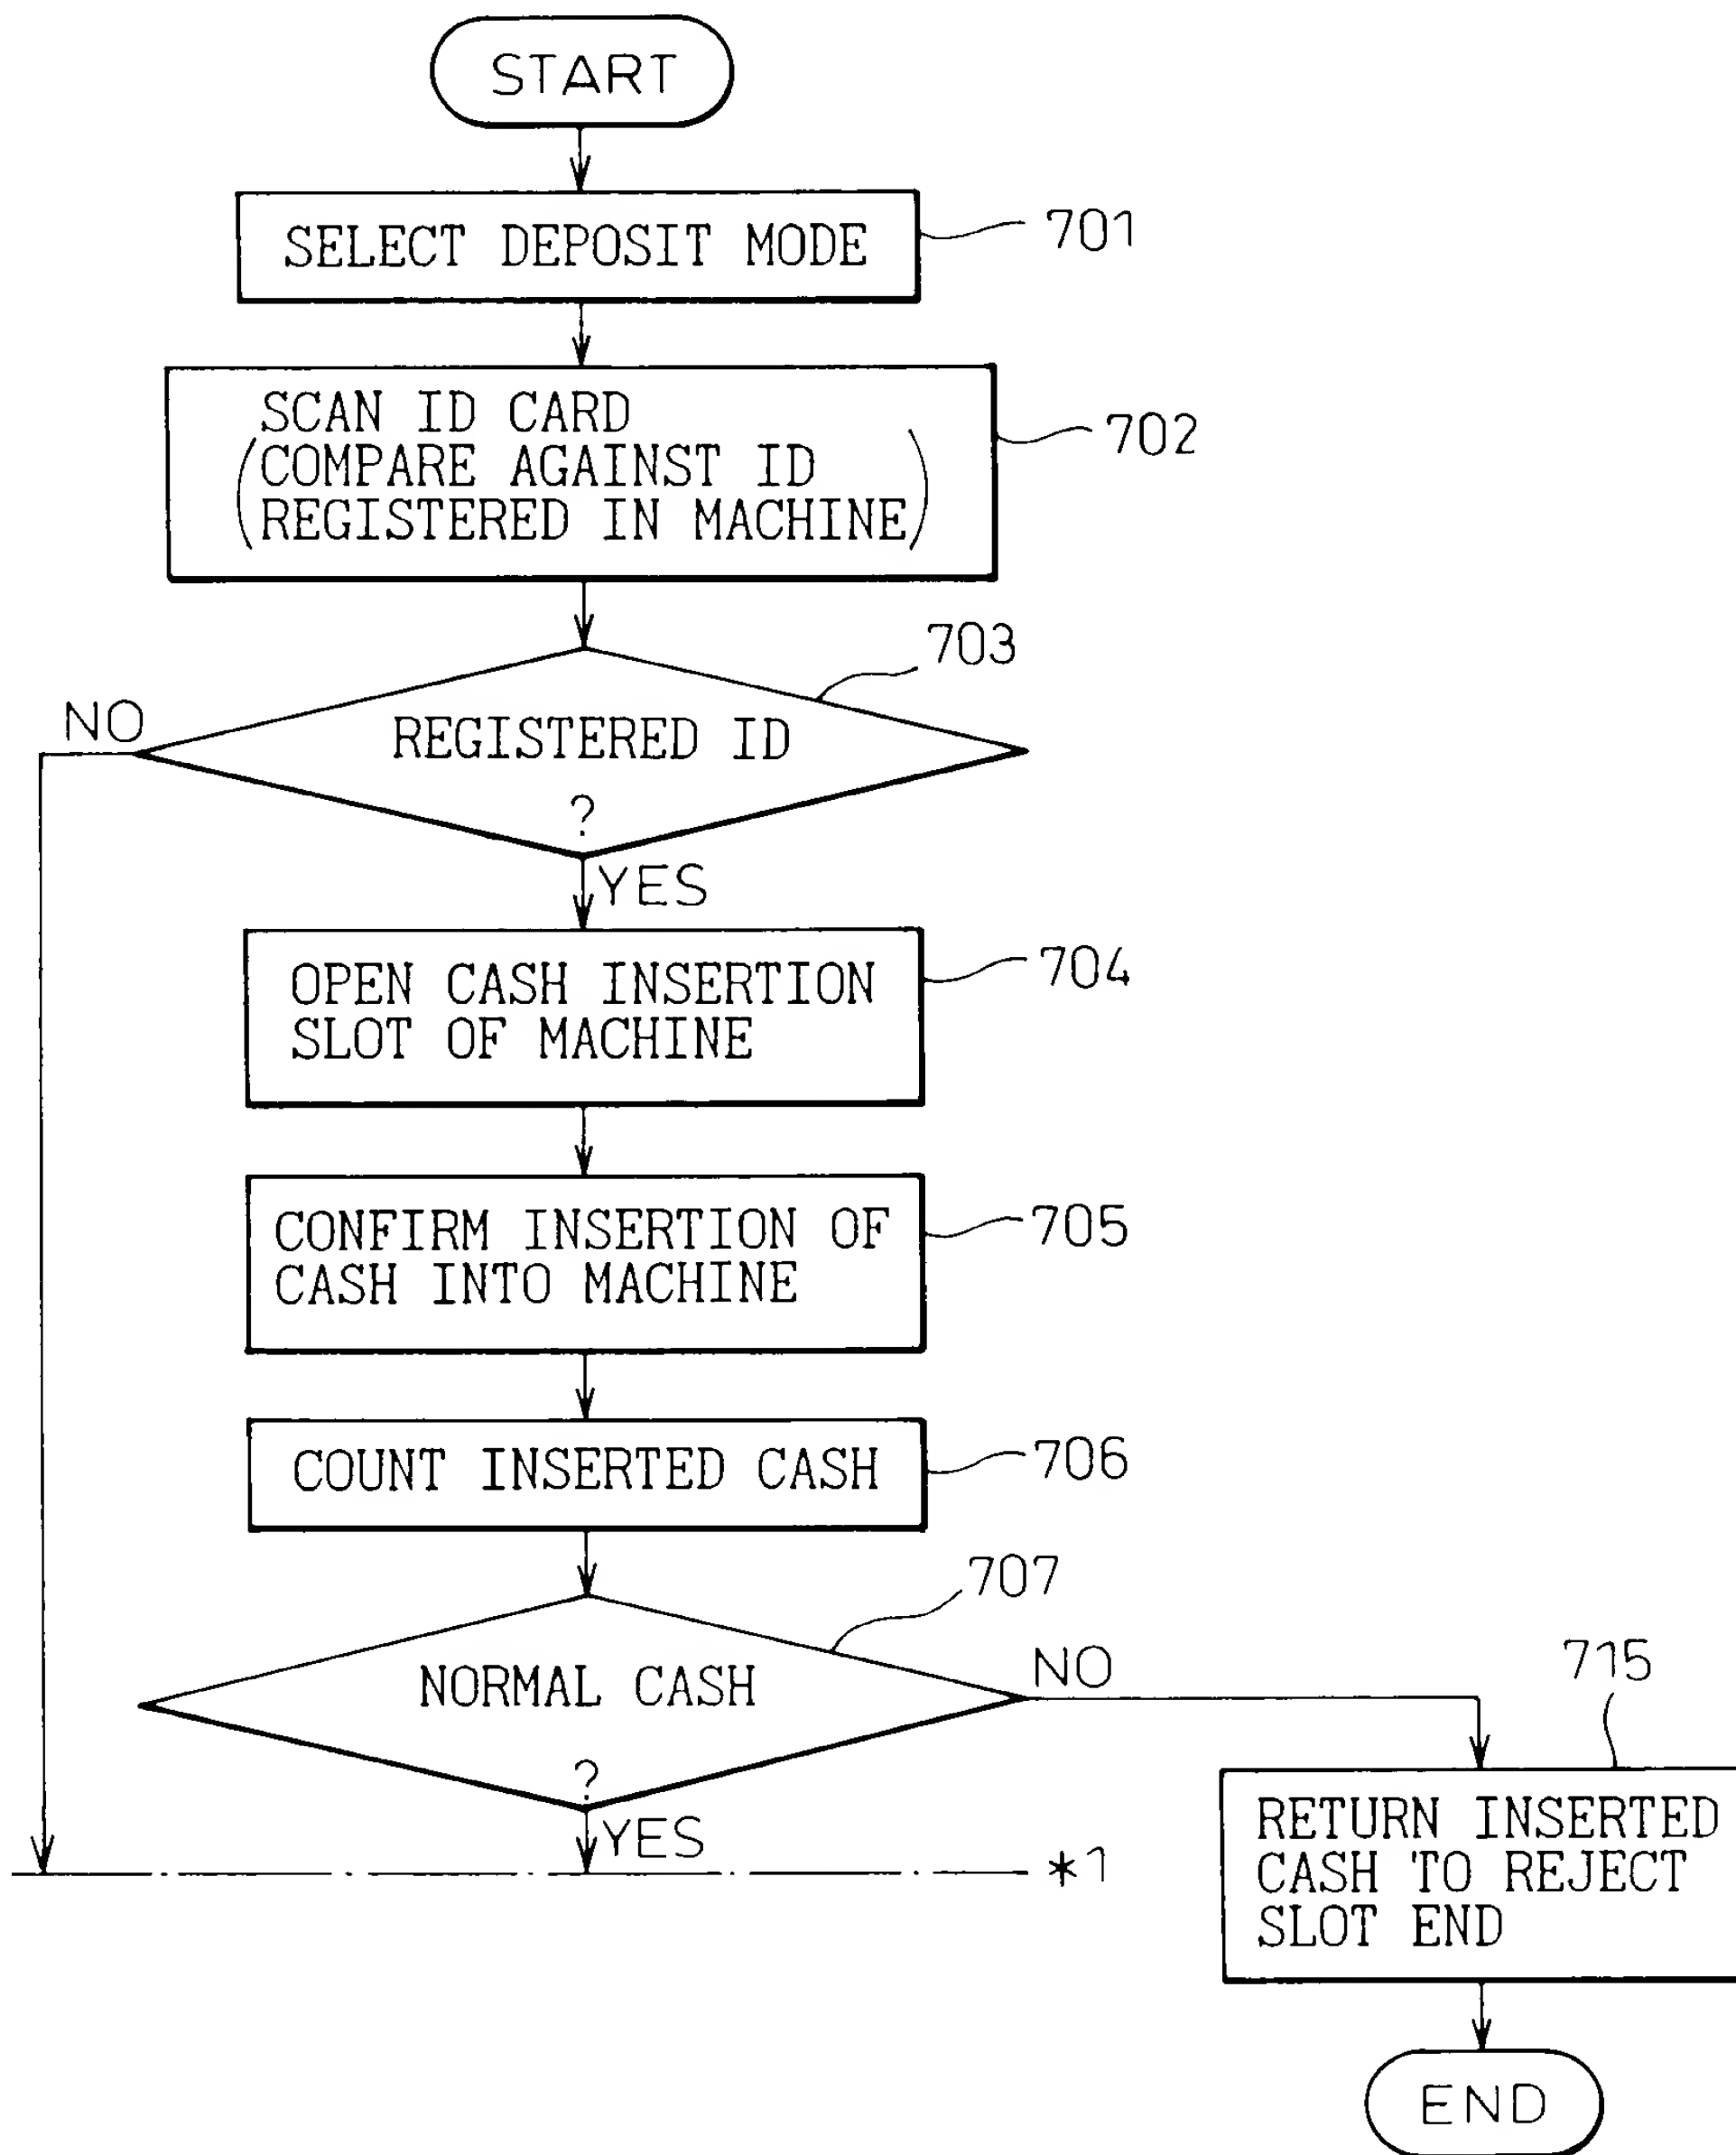 START
SELECT DEPOSIT MODE
701
SCAN ID CARD
(COMPARE AGAINST ID
REGISTERED IN MACHINE)
702
703
NO
REGISTERED ID
?
YES
OPEN CASH INSERTION
SLOT OF MACHINE
704
CONFIRM INSERTION OF
CASH INTO MACHINE
705
COUNT INSERTED CASH
706
707
NORMAL CASH
?
NO
715
YES
*1
RETURN INSERTED
CASH TO REJECT
SLOT END
END